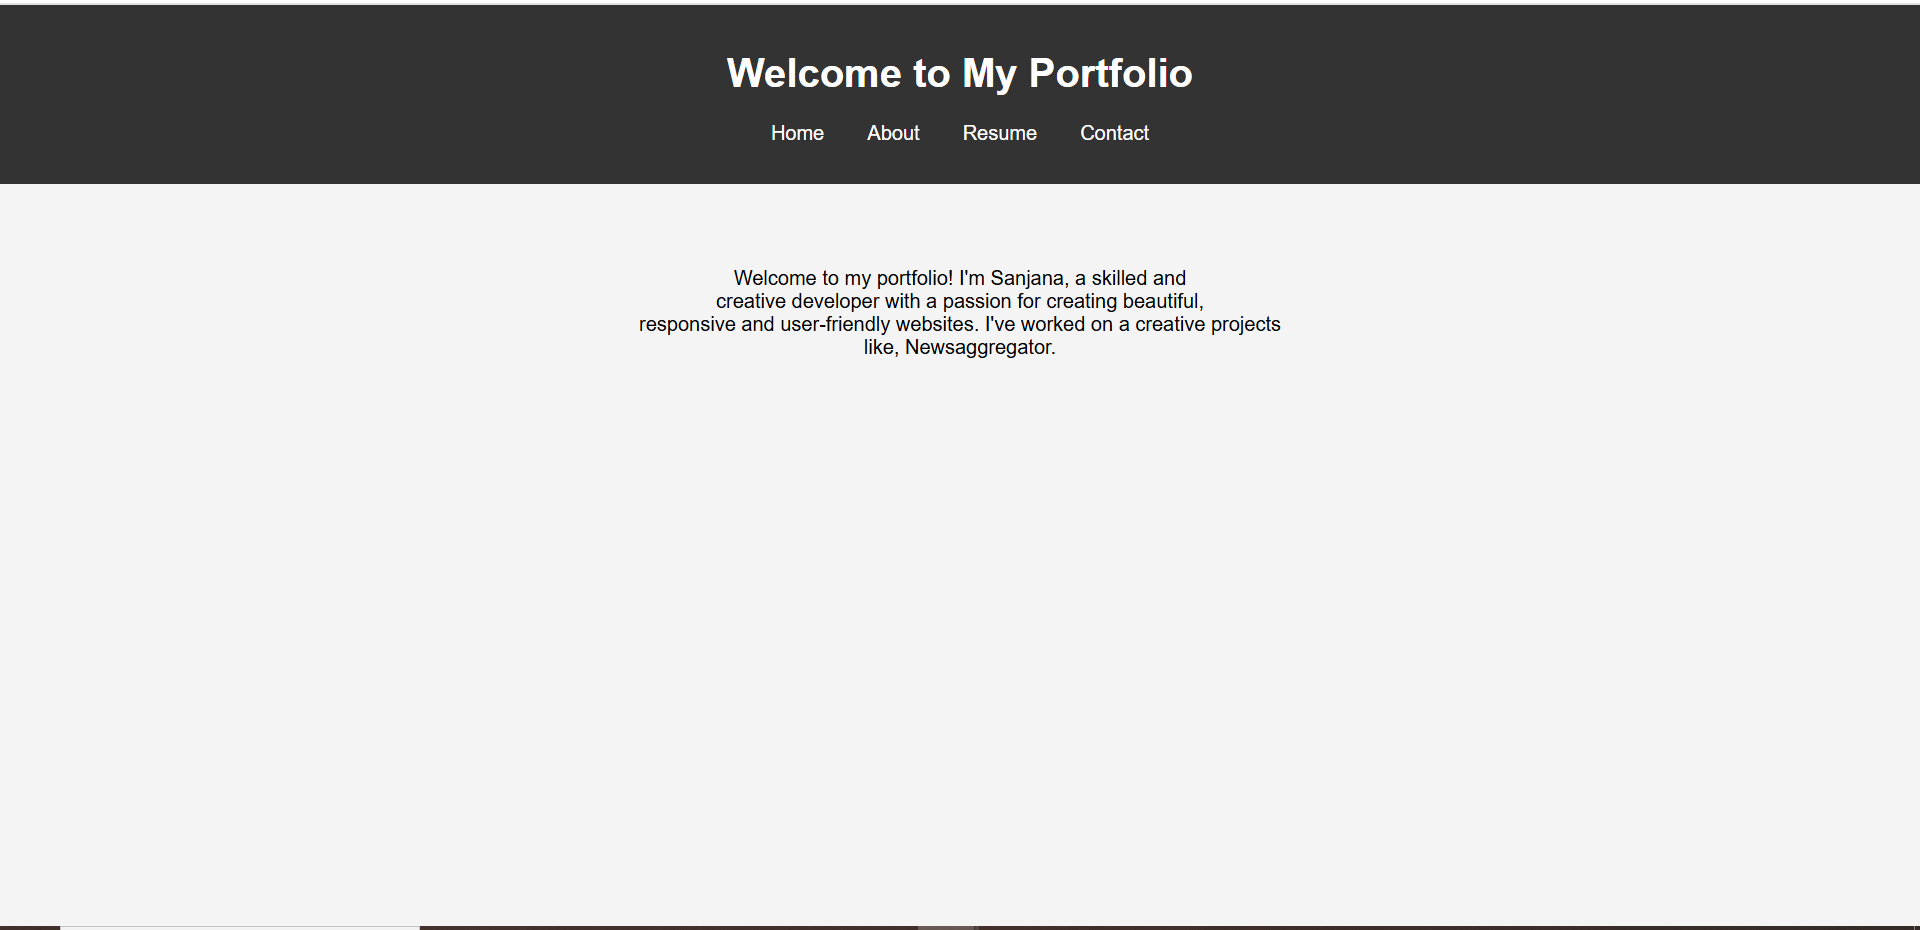 Welcome to My Portfolio
Home About Resume Contact
Welcome to my portfolio! I'm Sanjana, a skilled and
creative developer with a passion for creating beautiful,
responsive and user-friendly websites. I've worked on a creative projects
like, Newsaggregator.